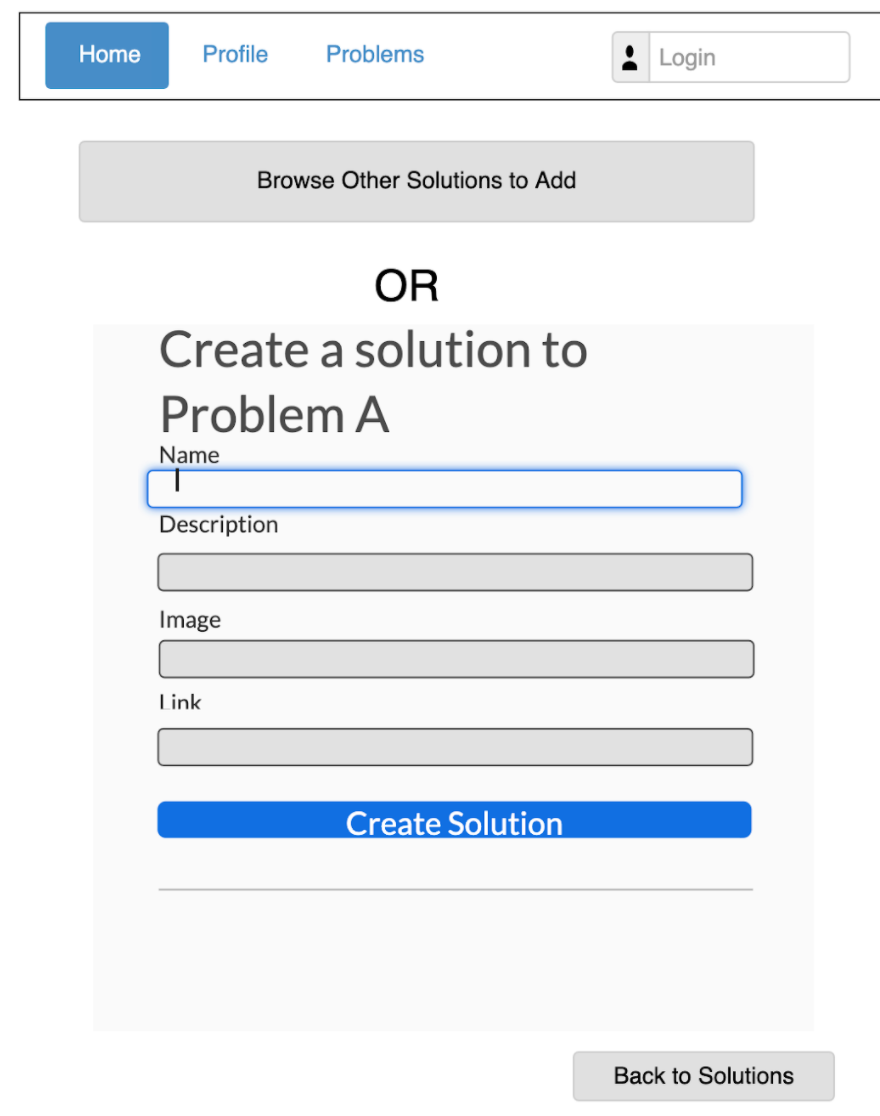 Home Profile Problems Login
Browse Other Solutions to Add
OR
Create a solution to
Problem A
Name
Description
Image
Link
Create Solution
Back to Solutions